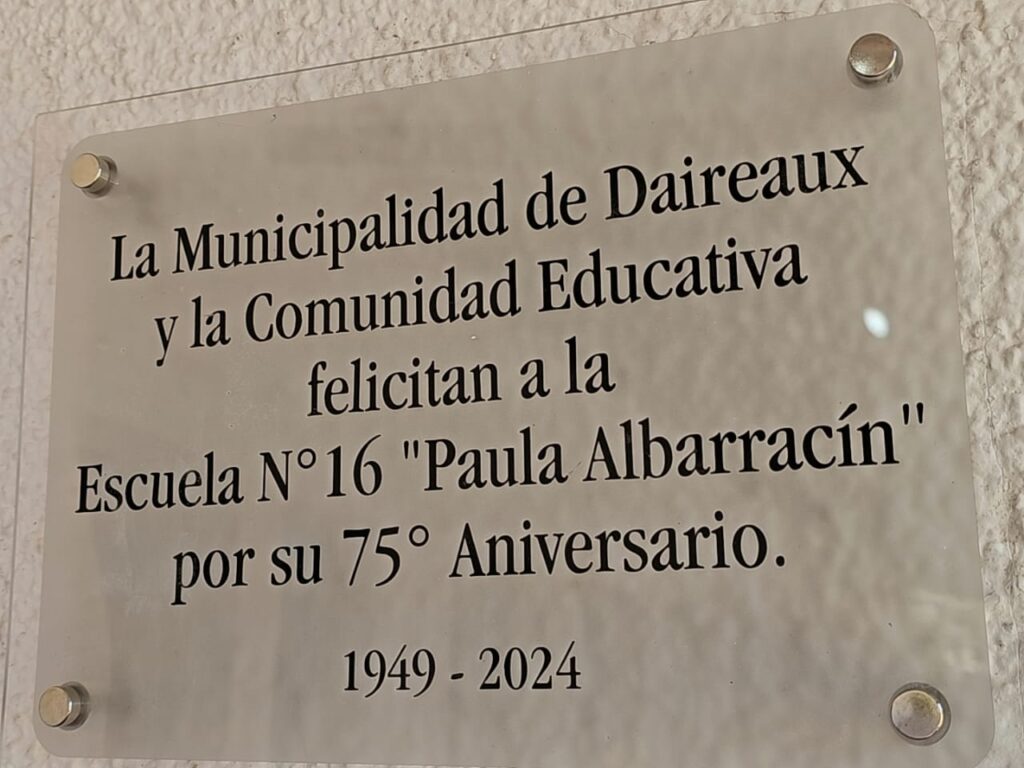 La Municipalidad de Daireaux
y la Comunidad Educativa
felicitan a la
Escuela N°16 "Paula Albarracín"
por su 75° Aniversario.
1949 - 2024